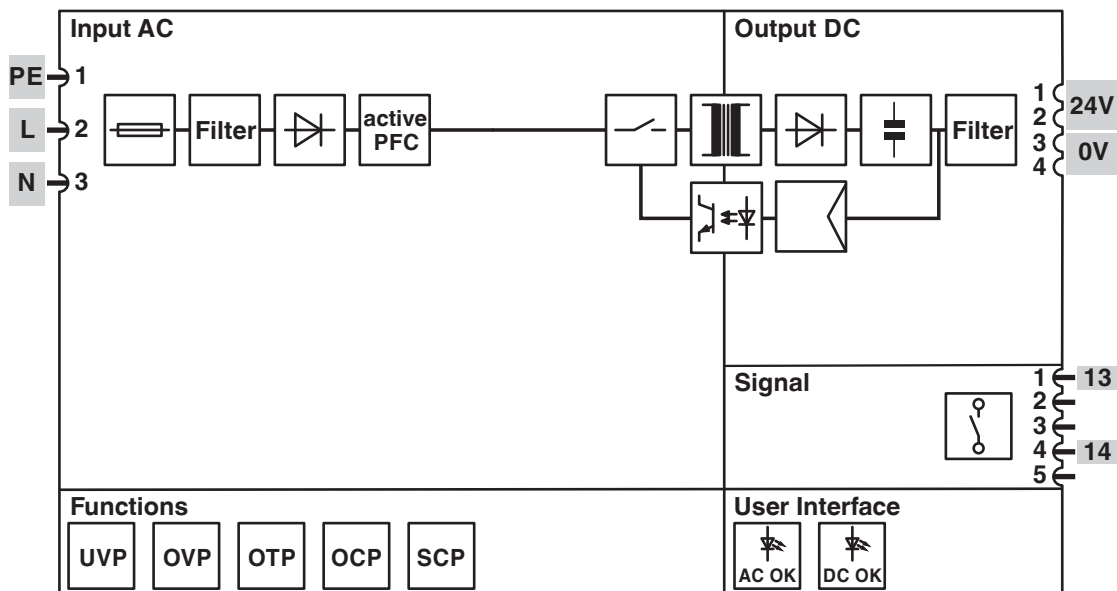 Input AC
Output DC
PE 1
L 2
N 3
Filter
active
PFC
Filter
1
2
3
4
24V
0V
Signal
1 13
2
3
4 14
5
Functions
UVP OVP OTP OCP SCP
User Interface
AC OK DC OK